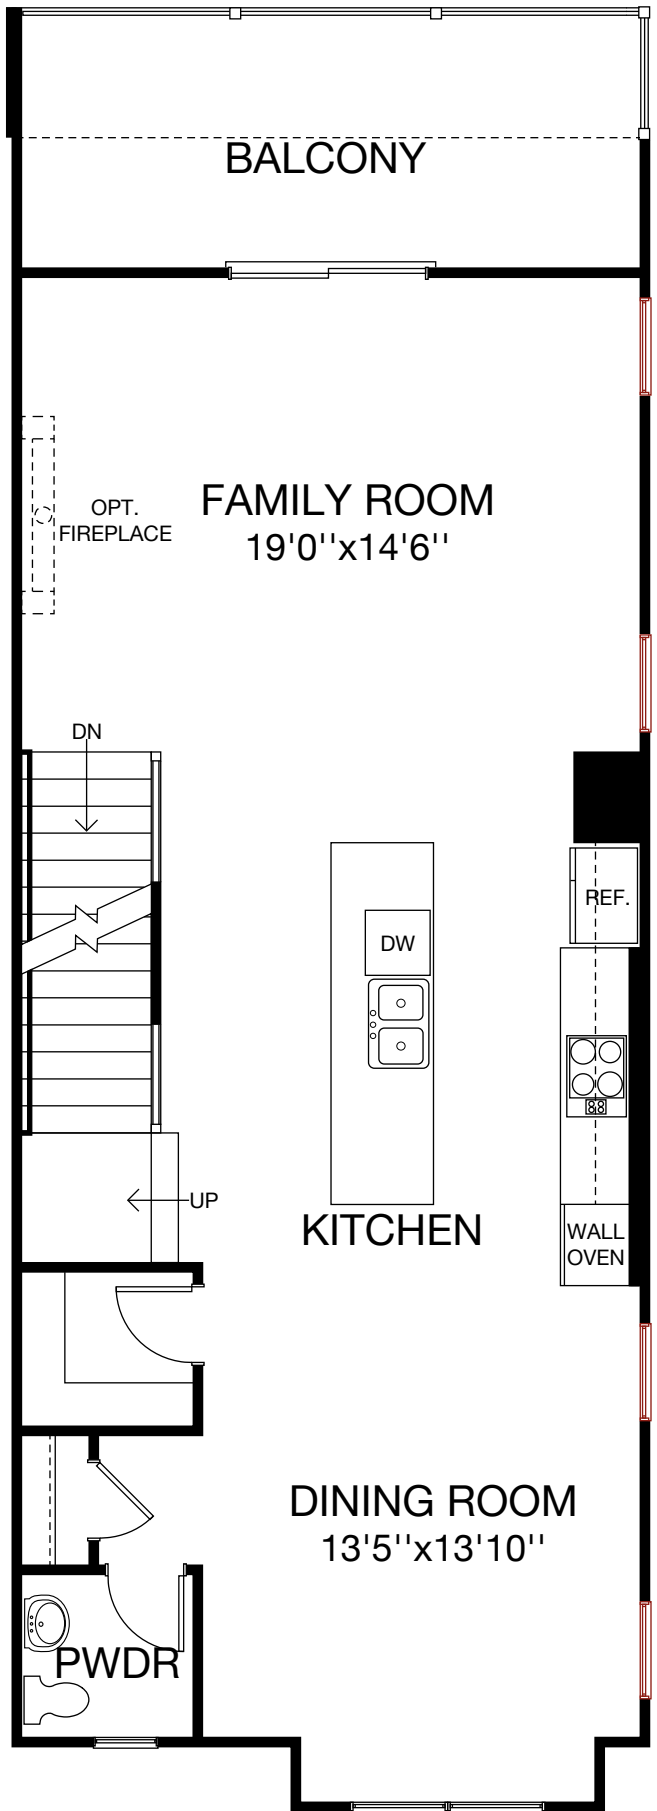 BALCONY
FAMILY ROOM
19'0''x14'6''
OPT.
FIREPLACE
DN
REF.
DW
UP
KITCHEN
WALL
OVEN
DINING ROOM
13'5''x13'10''
PWDR